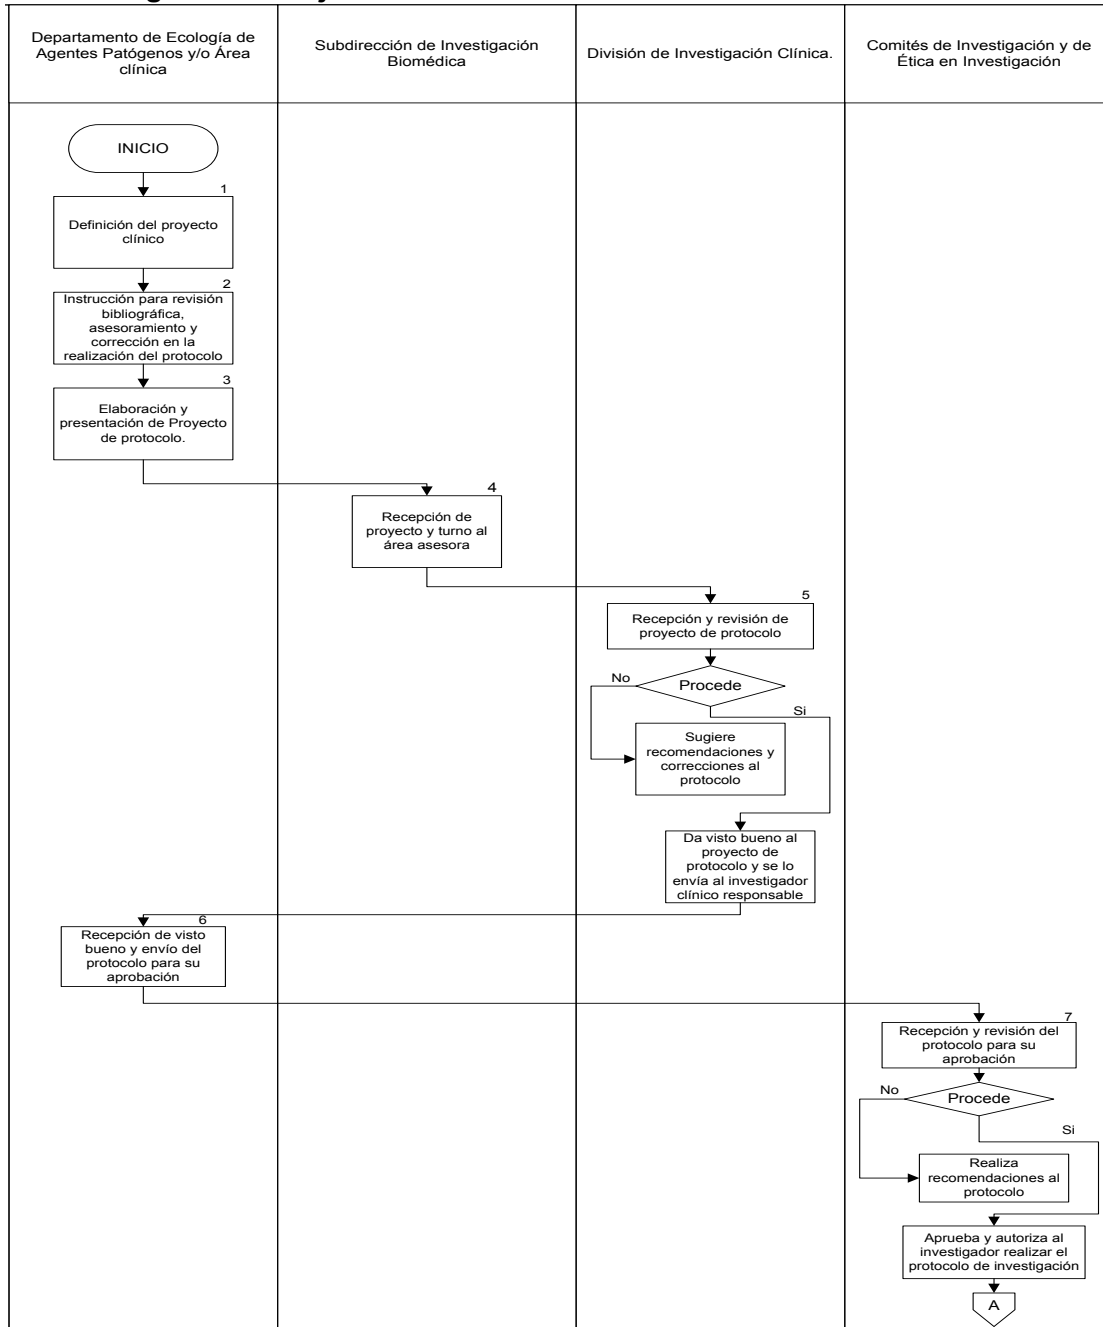 Departamento de Ecología de
Agentes Patógenos y/o Área
clínica
Subdirección de Investigación
Biomédica
División de Investigación Clínica.
Comités de Investigación y de
Ética en Investigación
INICIO
1
Definición del proyecto
clínico
2
Instrucción para revisión
bibliográfica,
asesoramiento y
corrección en la
realización del protocolo
3
Elaboración y
presentación de Proyecto
de protocolo.
4
Recepción de
proyecto y turno al
área asesora
5
Recepción y revisión de
proyecto de protocolo
No
Procede
Si
Sugiere
recomendaciones y
correcciones al
protocolo
Da visto bueno al
proyecto de
protocolo y se lo
envía al investigador
clínico responsable
6
Recepción de visto
bueno y envío del
protocolo para su
aprobación
7
Recepción y revisión del
protocolo para su
aprobación
No
Procede
Si
Realiza
recomendaciones al
protocolo
Aprueba y autoriza al
investigador realizar el
protocolo de investigación
A